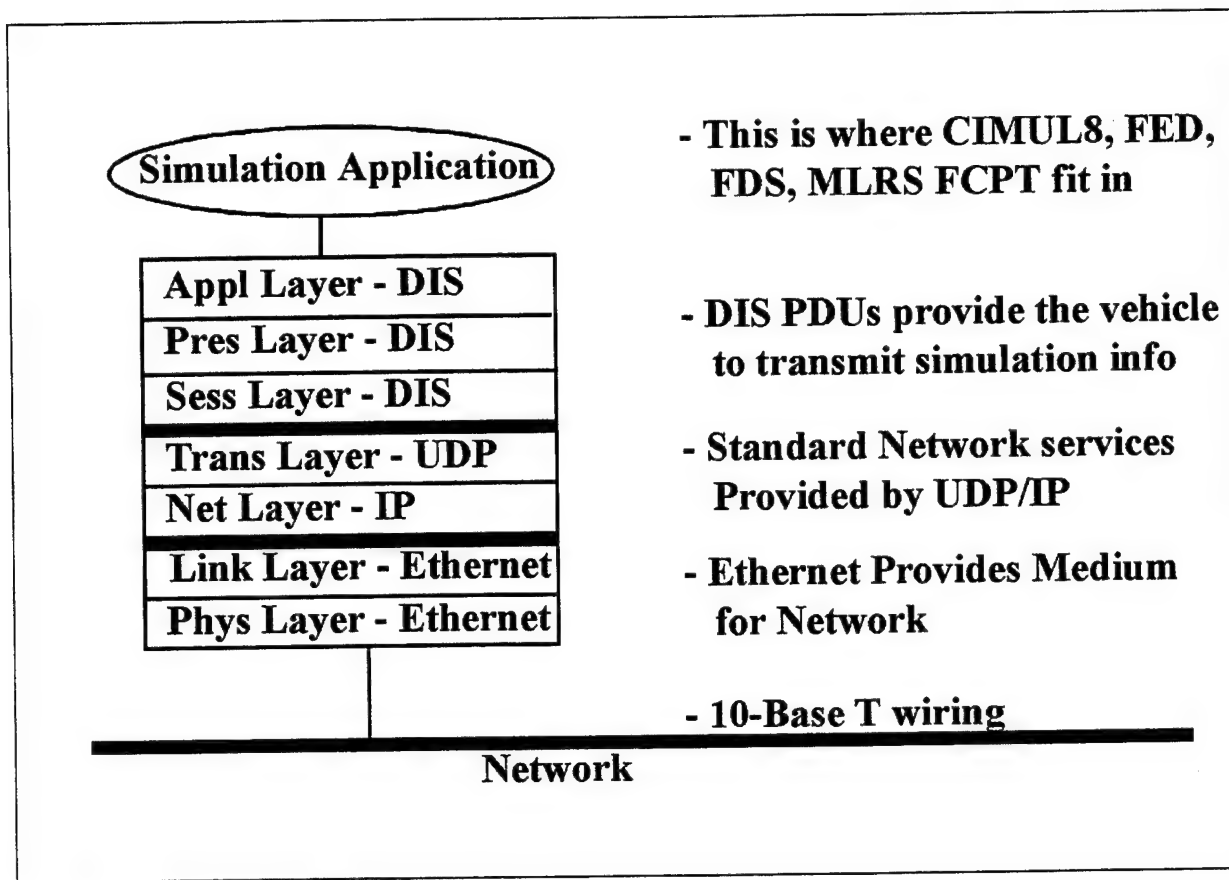 Simulation Application
- This is where CIMUL8, FED,
FDS, MLRS FCPT fit in
Appl Layer - DIS
Pres Layer - DIS
Sess Layer - DIS
- DIS PDUs provide the vehicle
to transmit simulation info
Trans Layer - UDP
Net Layer - IP
- Standard Network services
Provided by UDP/IP
Link Layer - Ethernet
Phys Layer - Ethernet
- Ethernet Provides Medium
for Network
- 10-Base T wiring
Network